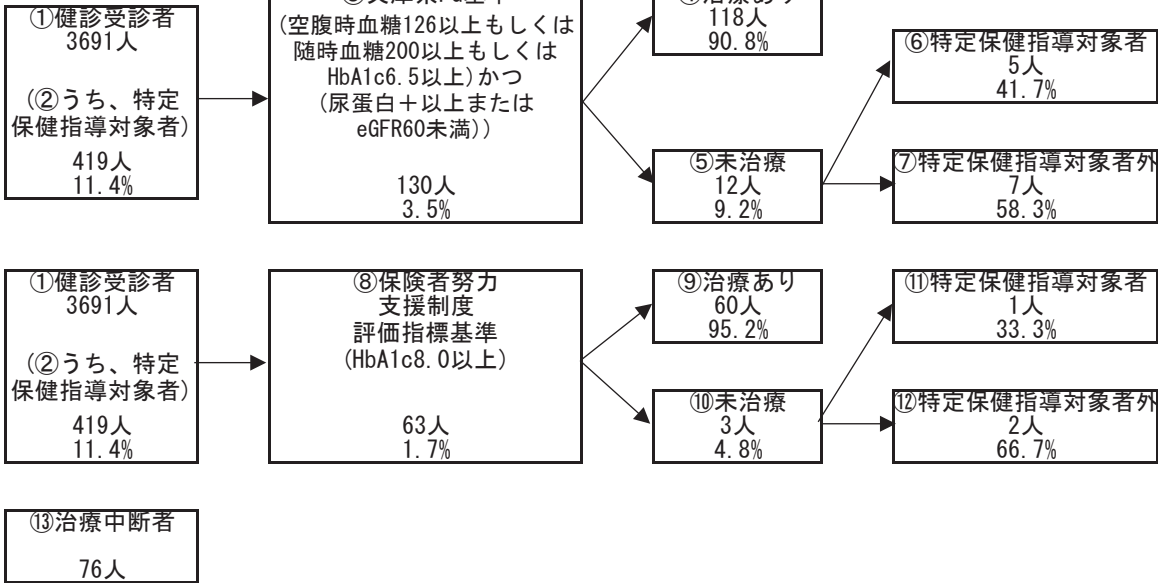 ①健診受診者
3691人
(②うち、特定
保健指導対象者)
419人
11.4%
(空腹時血糖126以上もしくは
随時血糖200以上もしくは
HbA1c6.5以上)かつ
(尿蛋白＋以上または
eGFR60未満))
130人
3.5%
118人
90.8%
⑤未治療
12人
9.2%
⑥特定保健指導対象者
5人
41.7%
⑦特定保健指導対象者外
7人
58.3%
①健診受診者
3691人
(②うち、特定
保健指導対象者)
419人
11.4%
⑧保険者努力
支援制度
評価指標基準
(HbA1c8.0以上)
63人
1.7%
⑨治療あり
60人
95.2%
⑩未治療
3人
4.8%
⑪特定保健指導対象者
1人
33.3%
⑫特定保健指導対象者外
2人
66.7%
⑬治療中断者
76人